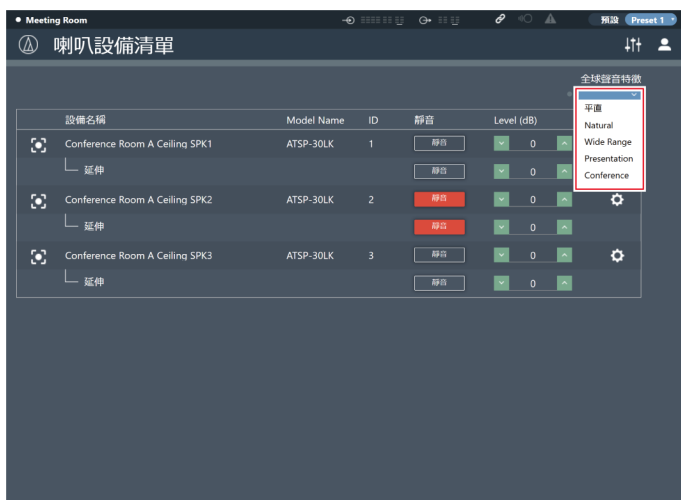 Meeting Room 預設 Preset 1
喇叭設備清單
全球聲音特徵
平直
Natural
Wide Range
Presentation
Conference
設備名稱 Model Name ID 靜音 Level (dB)
Conference Room A Ceiling SPK1 ATSP-30LK 1 靜音 0
延伸 靜音 0
Conference Room A Ceiling SPK2 ATSP-30LK 2 靜音 0
延伸 靜音 0
Conference Room A Ceiling SPK3 ATSP-30LK 3 靜音 0
延伸 靜音 0